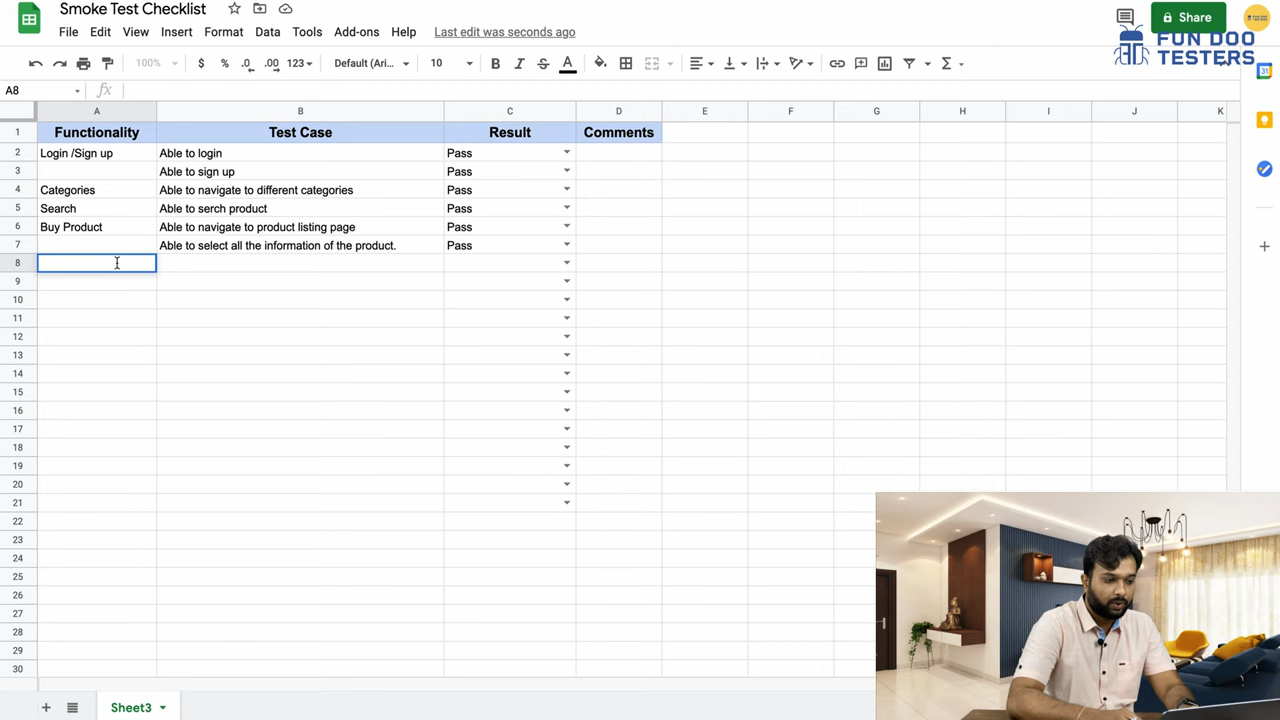 Smoke Test Checklist
File Edit View Insert Format Data Tools Add-ons Help Last edit was seconds ago
Share
FUN DOO
TESTERS
100% $ % .0 .00 123 Default (Ari... 10 B I S A Σ
31
A8 fx
A B C D E F G H I J K
1 Functionality Test Case Result Comments
2 Login /Sign up Able to login Pass
3 Able to sign up Pass
4 Categories Able to navigate to different categories Pass
5 Search Able to serch product Pass
6 Buy Product Able to navigate to product listing page Pass
7 Able to select all the information of the product. Pass
8
9
10
11
12
13
14
15
16
17
18
19
20
21
22
23
24
25
26
27
28
29
30
Sheet3